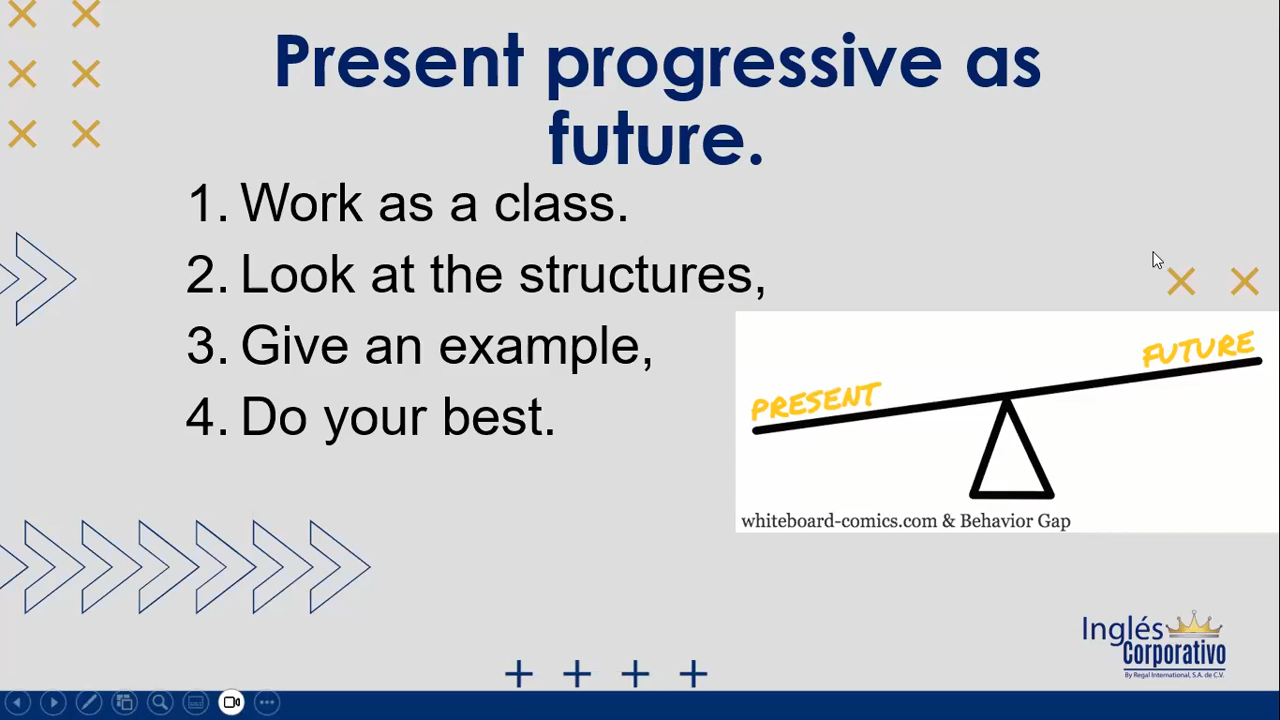 Present progressive as
future.
1. Work as a class.
2. Look at the structures,
3. Give an example,
4. Do your best.
PRESENT
FUTURE
whiteboard-comics.com & Behavior Gap
Inglés
Corporativo
By Regal International, S.A. de C.V.